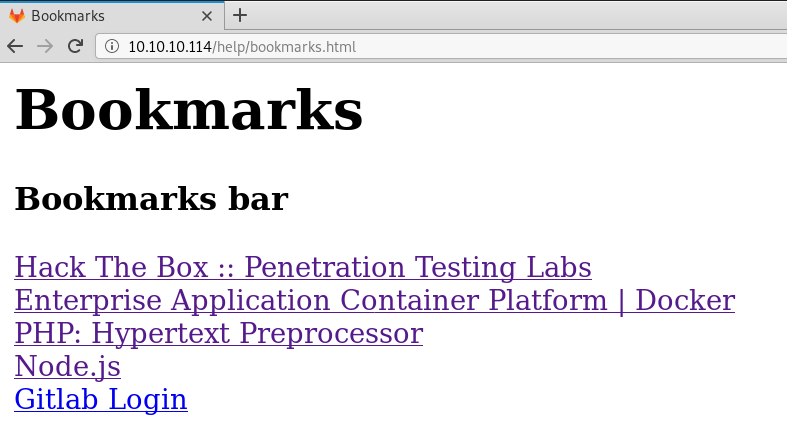 Bookmarks
10.10.10.114/help/bookmarks.html
Bookmarks
Bookmarks bar
Hack The Box :: Penetration Testing Labs
Enterprise Application Container Platform | Docker
PHP: Hypertext Preprocessor
Node.js
Gitlab Login